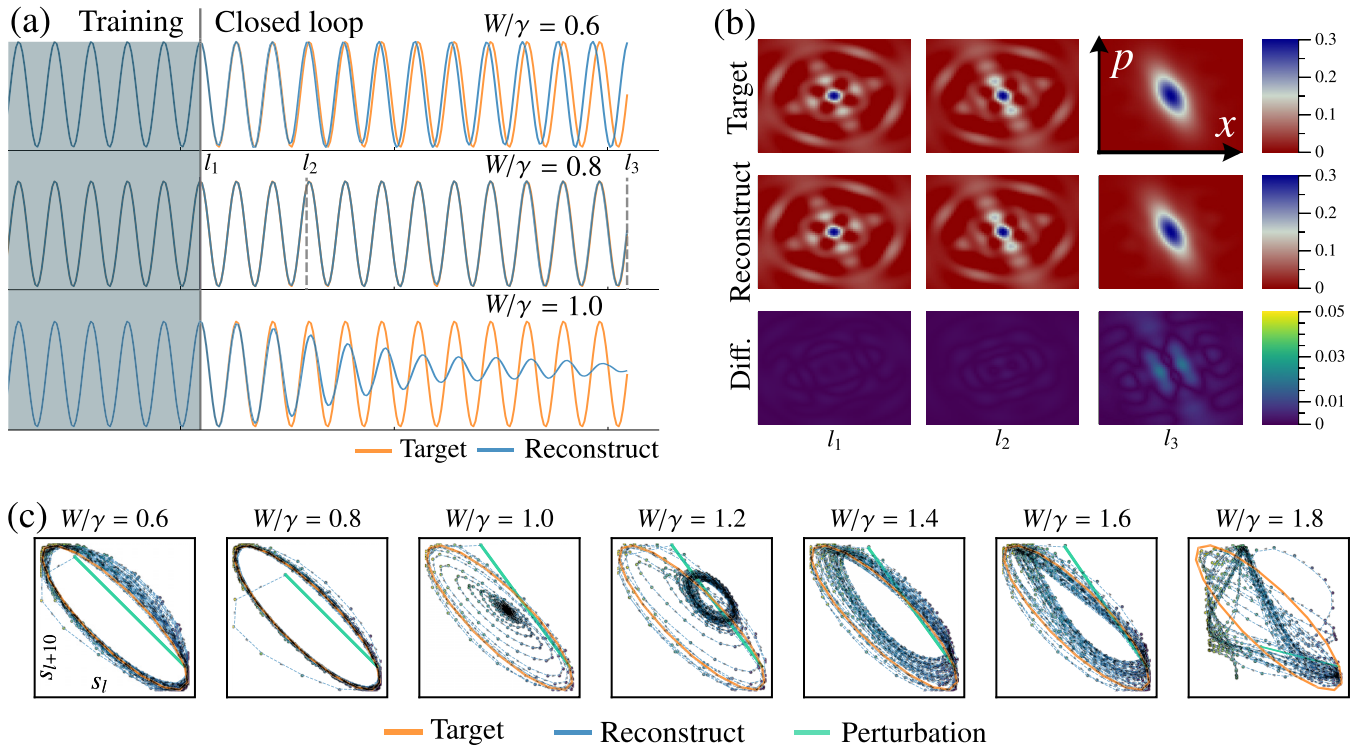 (a)
Training
Closed loop
W/γ = 0.6
l₁
l₂
W/γ = 0.8
l₃
W/γ = 1.0
Target
Reconstruct
(b)
Target
p
x
0.3
0.2
0.1
0
Reconstruct
0.3
0.2
0.1
0
Diff.
0.05
0.03
0.01
0
l₁
l₂
l₃
(c)
W/γ = 0.6
W/γ = 0.8
W/γ = 1.0
W/γ = 1.2
W/γ = 1.4
W/γ = 1.6
W/γ = 1.8
sₗ₊₁₀
sₗ
Target
Reconstruct
Perturbation